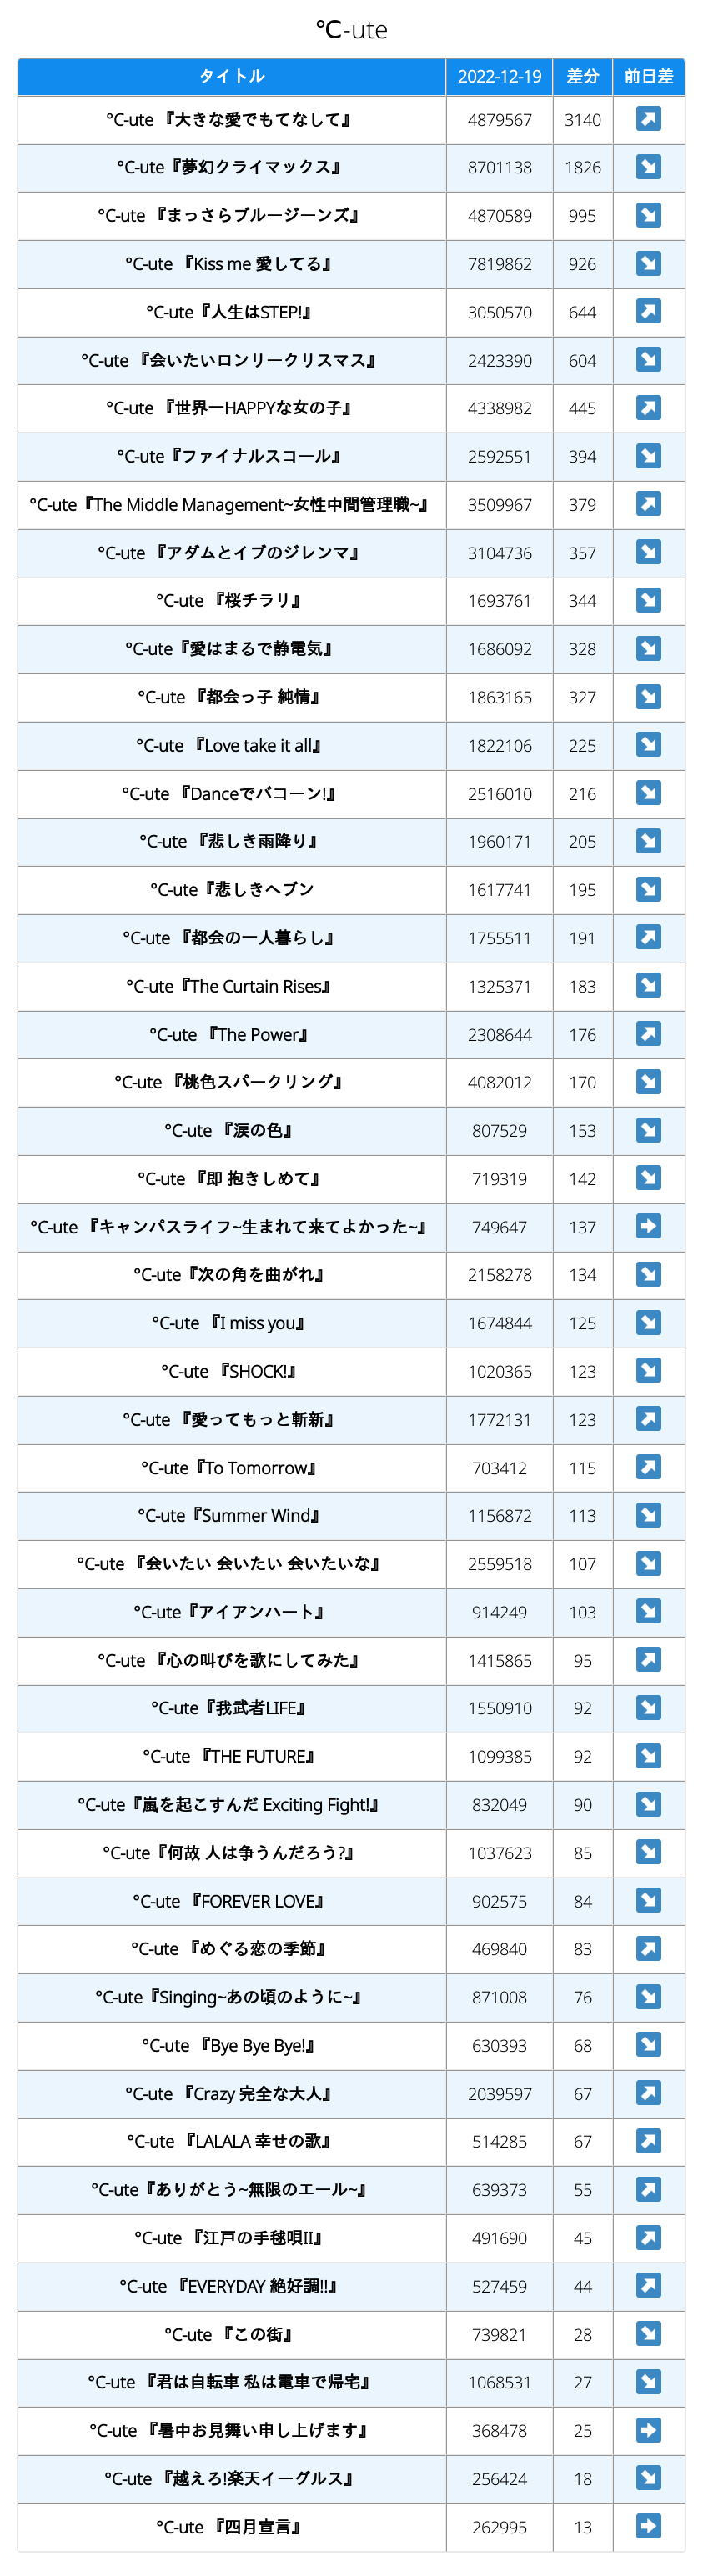 ℃-ute
タイトル 2022-12-19 差分 前日差
°C-ute 『大きな愛でもてなして』 4879567 3140 ↗
°C-ute『夢幻クライマックス』 8701138 1826 ↘
°C-ute 『まっさらブルージーンズ』 4870589 995 ↘
°C-ute 『Kiss me 愛してる』 7819862 926 ↘
°C-ute『人生はSTEP!』 3050570 644 ↗
°C-ute 『会いたいロンリークリスマス』 2423390 604 ↘
°C-ute 『世界一HAPPYな女の子』 4338982 445 ↗
°C-ute『ファイナルスコール』 2592551 394 ↘
°C-ute『The Middle Management~女性中間管理職~』 3509967 379 ↗
°C-ute 『アダムとイブのジレンマ』 3104736 357 ↘
°C-ute 『桜チラリ』 1693761 344 ↘
°C-ute『愛はまるで静電気』 1686092 328 ↘
°C-ute 『都会っ子 純情』 1863165 327 ↘
°C-ute 『Love take it all』 1822106 225 ↘
°C-ute 『Danceでバコーン!』 2516010 216 ↘
°C-ute 『悲しき雨降り』 1960171 205 ↘
°C-ute『悲しきヘブン 1617741 195 ↘
°C-ute 『都会の一人暮らし』 1755511 191 ↗
°C-ute『The Curtain Rises』 1325371 183 ↘
°C-ute 『The Power』 2308644 176 ↗
°C-ute 『桃色スパークリング』 4082012 170 ↘
°C-ute 『涙の色』 807529 153 ↘
°C-ute 『即 抱きしめて』 719319 142 ↘
°C-ute 『キャンパスライフ~生まれて来てよかった~』 749647 137 ➡
°C-ute『次の角を曲がれ』 2158278 134 ↘
°C-ute 『I miss you』 1674844 125 ↘
°C-ute 『SHOCK!』 1020365 123 ↘
°C-ute 『愛ってもっと斬新』 1772131 123 ↗
°C-ute『To Tomorrow』 703412 115 ↗
°C-ute『Summer Wind』 1156872 113 ↘
°C-ute 『会いたい 会いたい 会いたいな』 2559518 107 ↘
°C-ute『アイアンハート』 914249 103 ↘
°C-ute 『心の叫びを歌にしてみた』 1415865 95 ↗
°C-ute『我武者LIFE』 1550910 92 ↘
°C-ute 『THE FUTURE』 1099385 92 ↘
°C-ute『嵐を起こすんだ Exciting Fight!』 832049 90 ↘
°C-ute『何故 人は争うんだろう?』 1037623 85 ↘
°C-ute 『FOREVER LOVE』 902575 84 ↘
°C-ute 『めぐる恋の季節』 469840 83 ↗
°C-ute『Singing~あの頃のように~』 871008 76 ↘
°C-ute 『Bye Bye Bye!』 630393 68 ↘
°C-ute 『Crazy 完全な大人』 2039597 67 ↗
°C-ute 『LALALA 幸せの歌』 514285 67 ↗
°C-ute『ありがとう~無限のエール~』 639373 55 ↗
°C-ute 『江戸の手毬唄II』 491690 45 ↗
°C-ute 『EVERYDAY 絶好調!!』 527459 44 ↗
°C-ute 『この街』 739821 28 ↘
°C-ute 『君は自転車 私は電車で帰宅』 1068531 27 ↘
°C-ute 『暑中お見舞い申し上げます』 368478 25 ➡
°C-ute 『越えろ!楽天イーグルス』 256424 18 ↘
°C-ute 『四月宣言』 262995 13 ➡